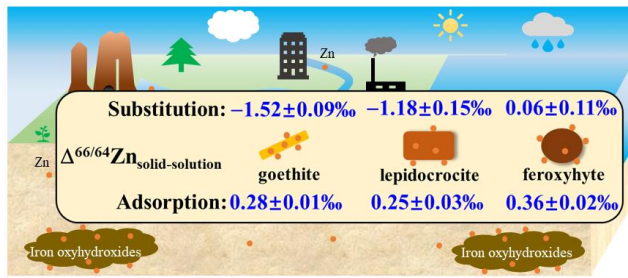 Zn
Substitution: −1.52±0.09‰ −1.18±0.15‰ 0.06±0.11‰
Zn
Δ66/64Znsolid-solution
goethite lepidocrocite feroxyhyte
Adsorption: 0.28±0.01‰ 0.25±0.03‰ 0.36±0.02‰
Iron oxyhydroxides Iron oxyhydroxides